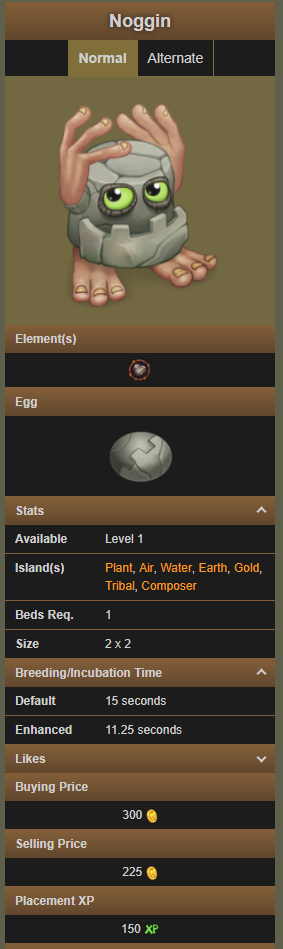 Noggin
Normal Alternate
Element(s)
Egg
Stats
Available Level 1
Island(s) Plant, Air, Water, Earth, Gold,
Tribal, Composer
Beds Req. 1
Size 2 x 2
Breeding/Incubation Time
Default 15 seconds
Enhanced 11.25 seconds
Likes
Buying Price
300
Selling Price
225
Placement XP
150 XP